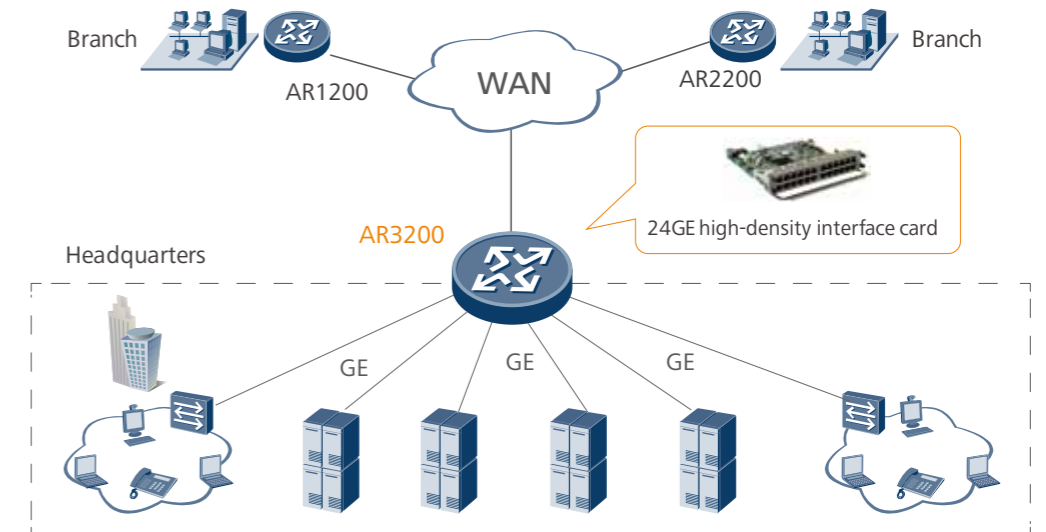 Branch
Branch
AR1200
WAN
AR2200
24GE high-density interface card
AR3200
Headquarters
GE
GE
GE